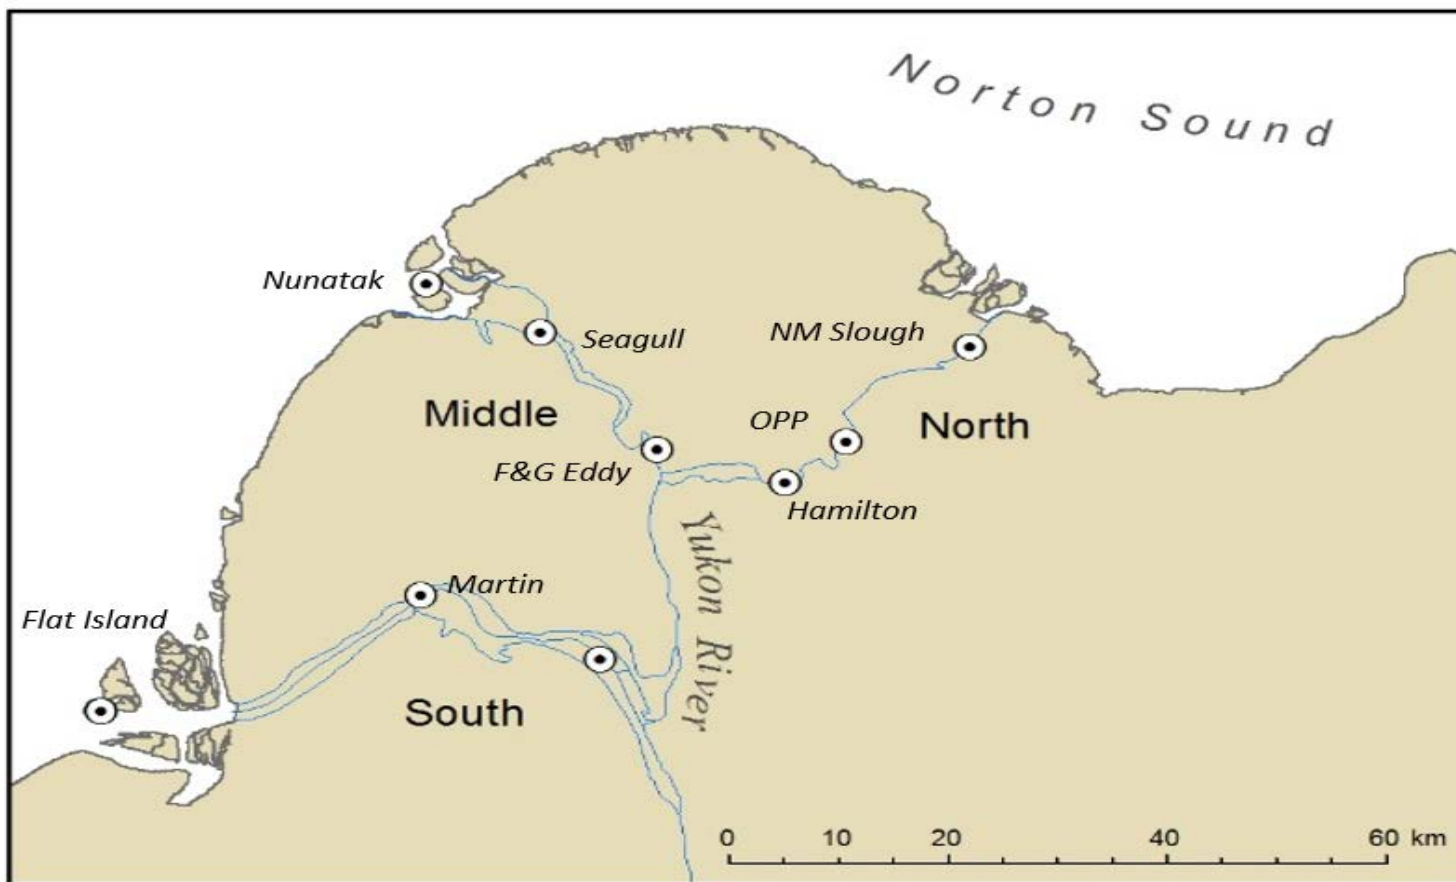 Norton Sound
Nunatak
Seagull
NM Slough
Middle
OPP
North
F&G Eddy
Hamilton
Yukon River
Martin
Flat Island
South
0 10 20 40 60 km